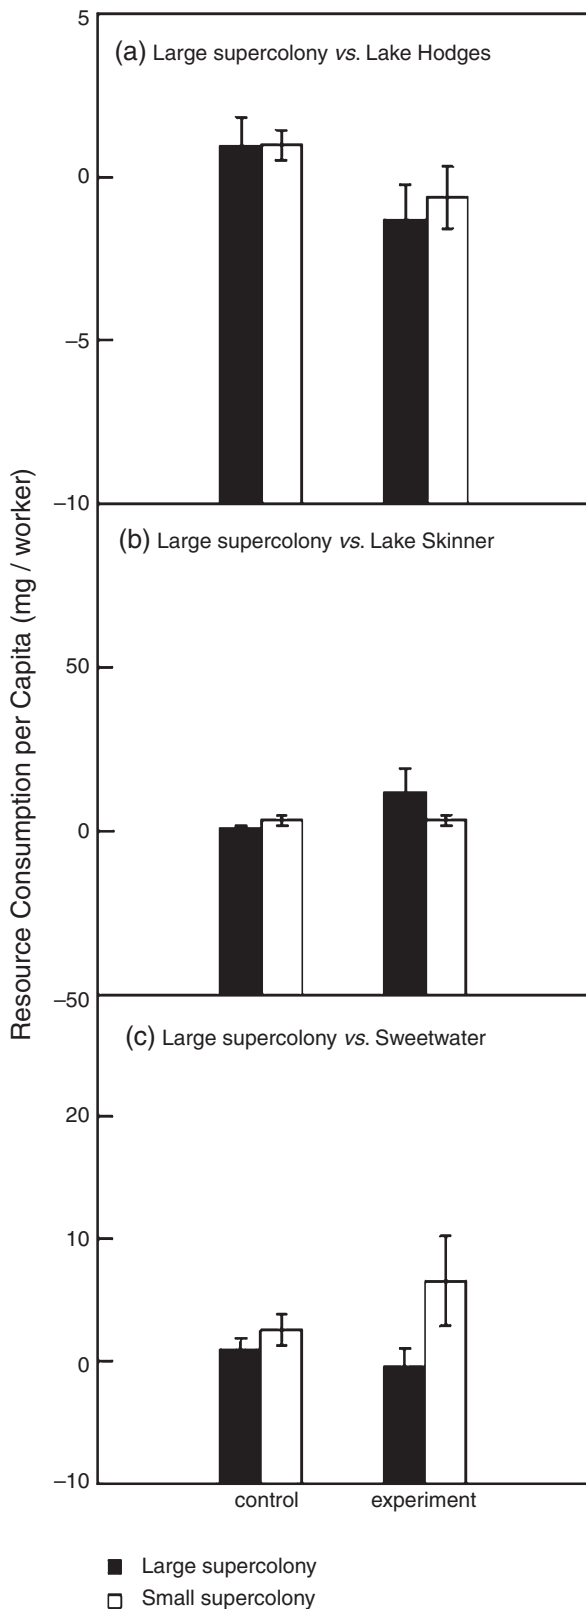 5
(a) Large supercolony vs. Lake Hodges
0
–5
–10
(b) Large supercolony vs. Lake Skinner
50
0
–50
(c) Large supercolony vs. Sweetwater
20
10
0
–10
Resource Consumption per Capita (mg / worker)
control experiment
Large supercolony
Small supercolony